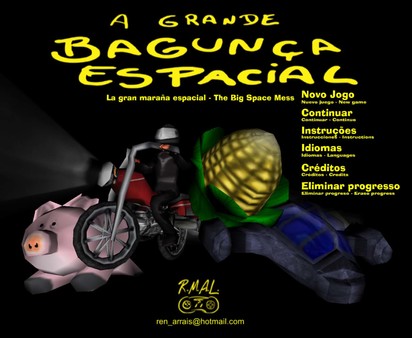 A GRANDE
BAGUNÇA
ESPACIAL
La gran maraña espacial - The Big Space Mess
Novo Jogo
Nuevo juego - New game
Continuar
Continuar - Continue
Instruções
Instrucciones - Instructions
Idiomas
Idiomas - Languages
Créditos
Créditos - Credits
Eliminar progresso
Eliminar progreso - Erase progress
R.MAL.
ren_arrais@hotmail.com